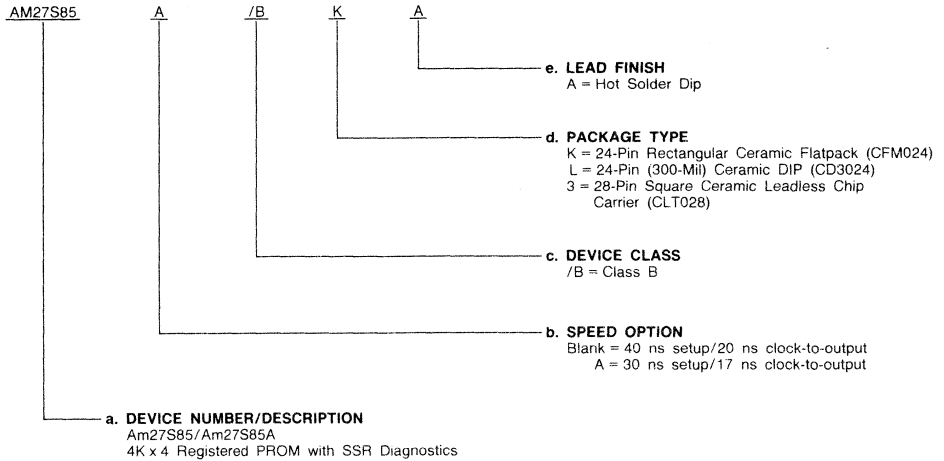 AM27S85 A /B K A
e. LEAD FINISH
A = Hot Solder Dip
d. PACKAGE TYPE
K = 24-Pin Rectangular Ceramic Flatpack (CFM024)
L = 24-Pin (300-Mil) Ceramic DIP (CD3024)
3 = 28-Pin Square Ceramic Leadless Chip
Carrier (CLT028)
c. DEVICE CLASS
/B = Class B
b. SPEED OPTION
Blank = 40 ns setup/20 ns clock-to-output
A = 30 ns setup/17 ns clock-to-output
a. DEVICE NUMBER/DESCRIPTION
Am27S85/Am27S85A
4K x 4 Registered PROM with SSR Diagnostics